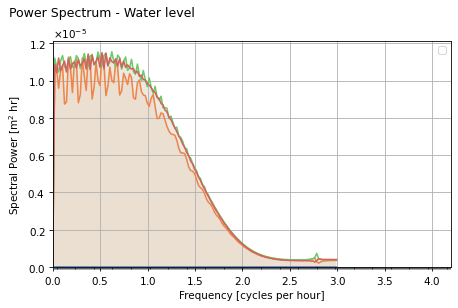 Power Spectrum - Water level
×10⁻⁵
1.2
1.0
0.8
0.6
0.4
0.2
0.0
Spectral Power [m² hr]
0.0 0.5 1.0 1.5 2.0 2.5 3.0 3.5 4.0
Frequency [cycles per hour]